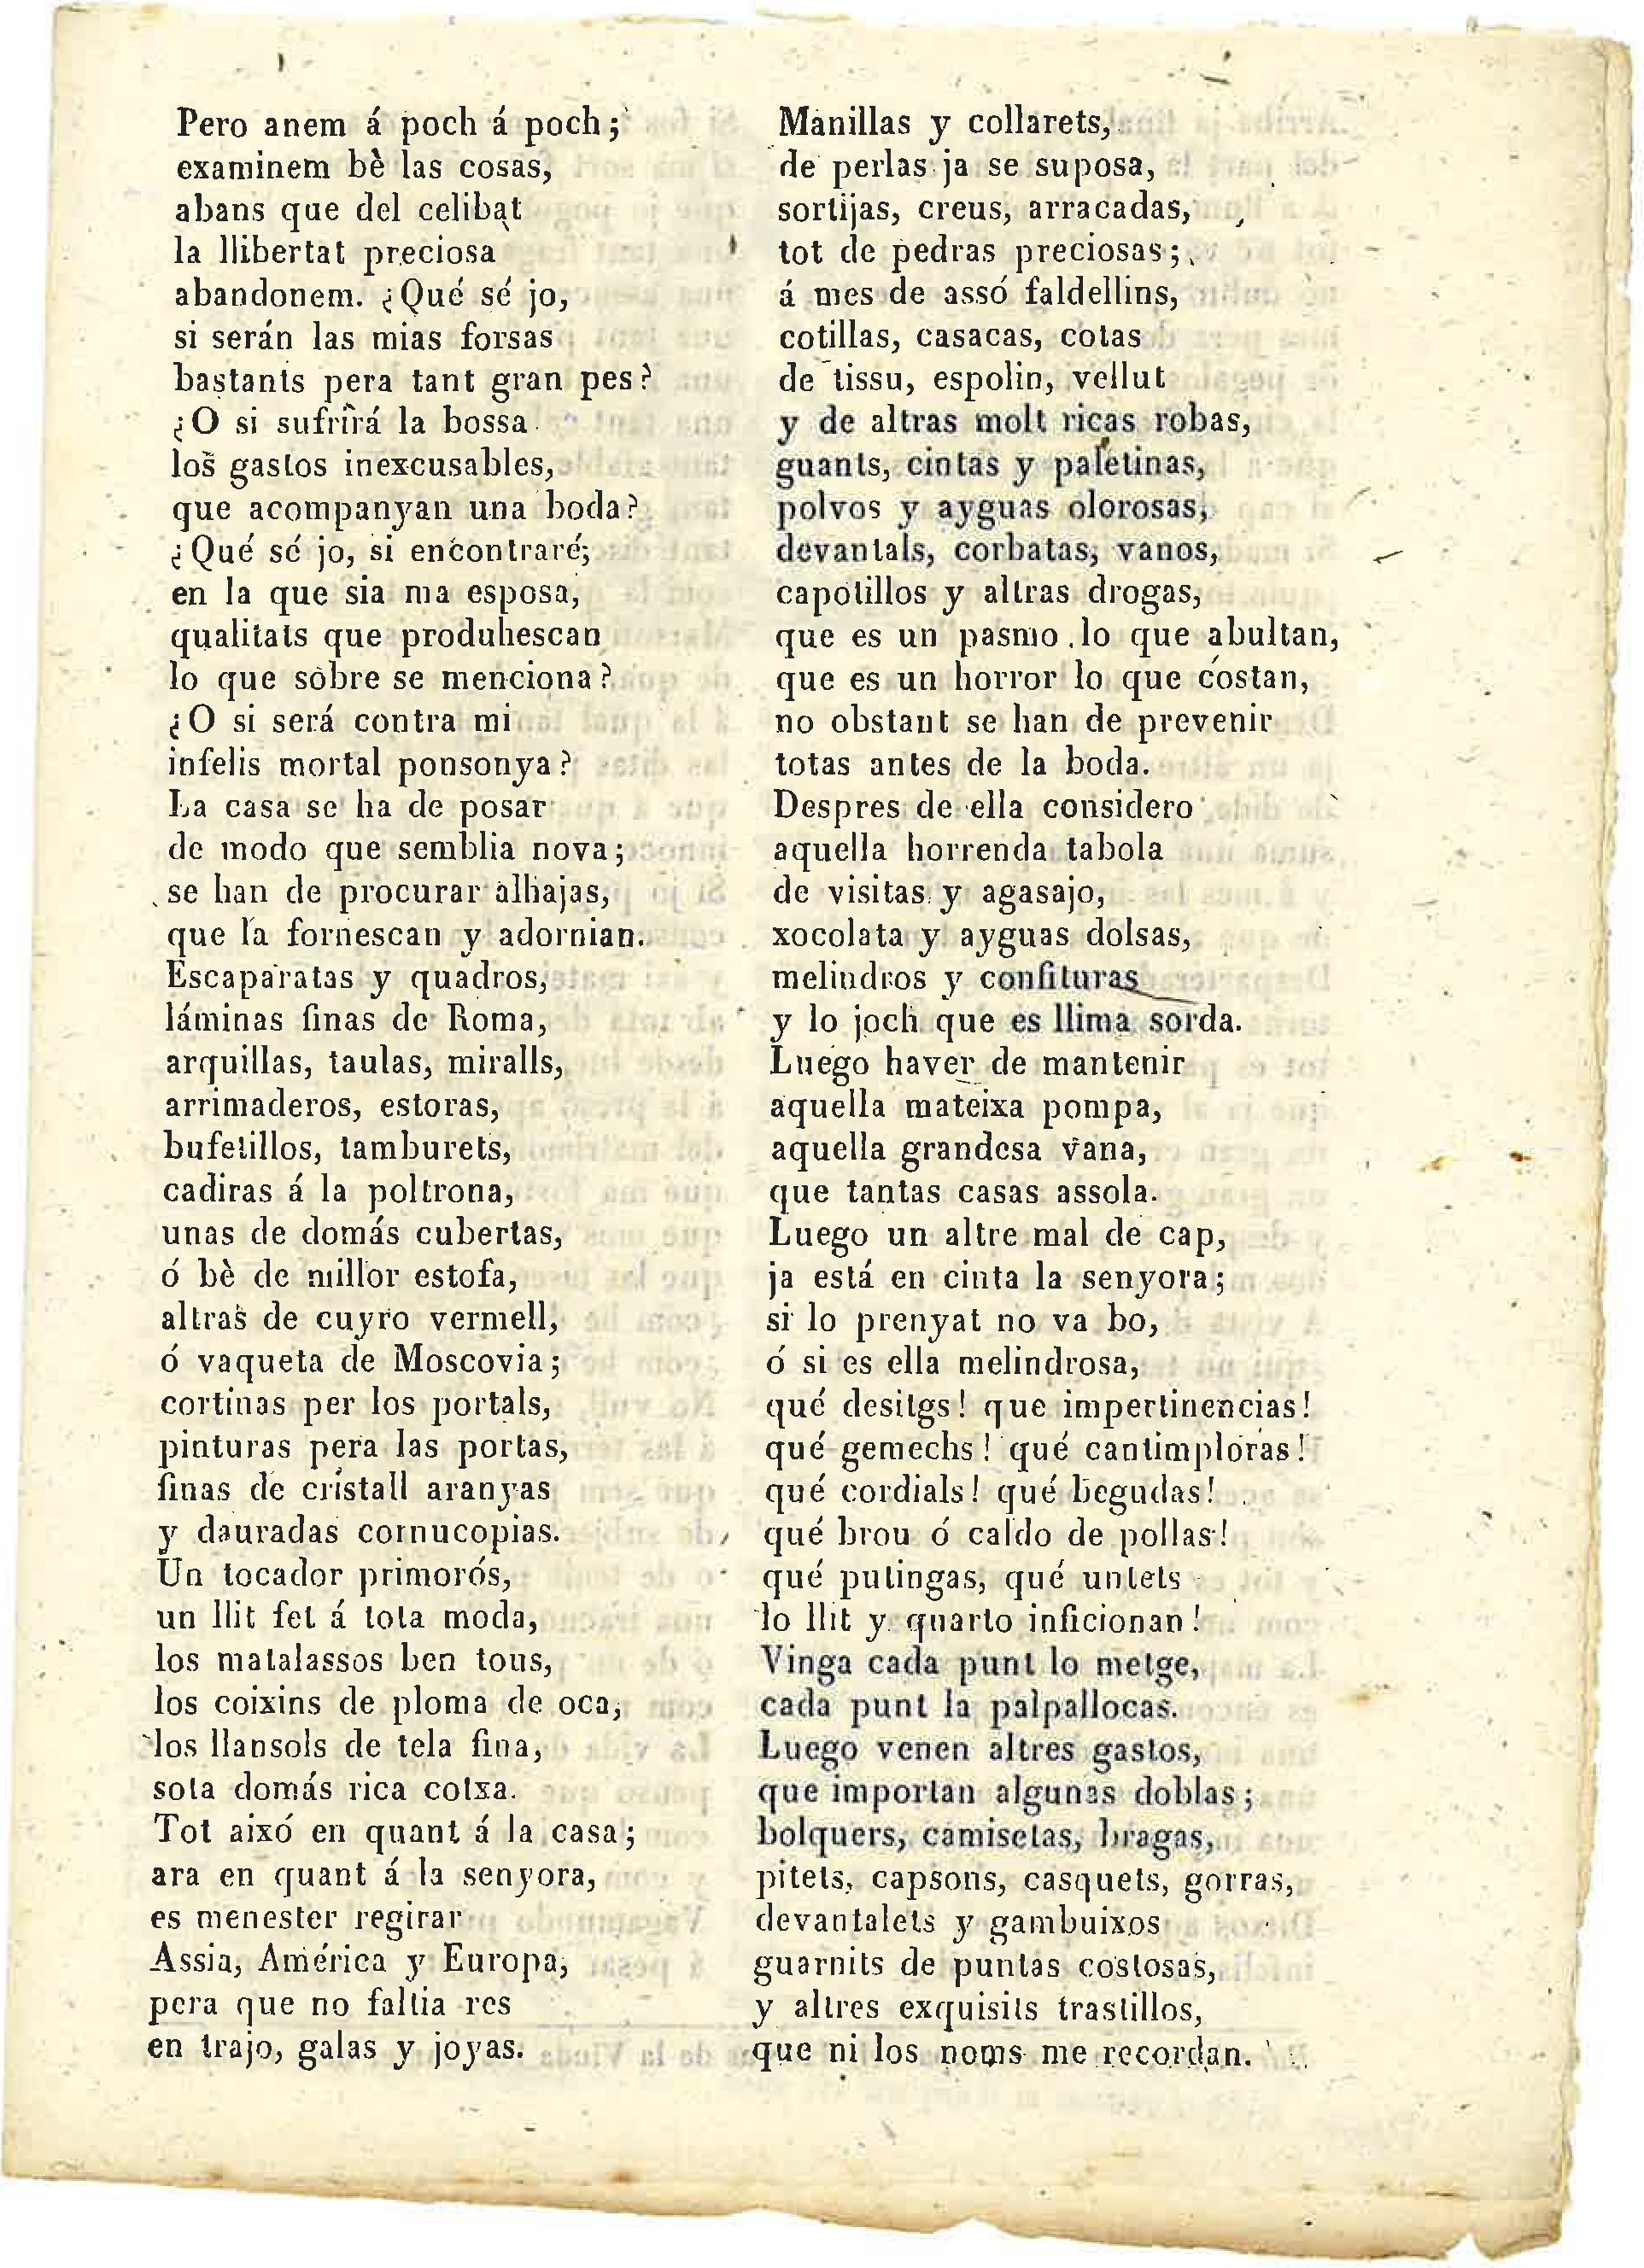 Pero anem á poch á poch;
examinem bè las cosas,
abans que del celibat
la llibertat preciosa
abandonem. ¿Qué sé jo,
si serán las mias forsas
bastants pera tant gran pes?
¿O si sufrirá la bossa
los gastos inexcusables,
que acompanyan una boda?
¿Qué sé jo, si encontraré;
en la que sia ma esposa,
qualitats que produhescan
lo que sobre se menciona?
¿O si será contra mi
infelis mortal ponsonya?
La casa se ha de posar
de modo que semblia nova;
se han de procurar alhajas,
que la fornescan y adornian.
Escaparatas y quadros,
láminas finas de Roma,
arquillas, taulas, miralls,
arrimaderos, estoras,
bufetillos, tamburets,
cadiras á la poltrona,
unas de domás cubertas,
ó bè de millor estofa,
altras de cuyro vermell,
ó vaqueta de Moscovia;
cortinas per los portals,
pinturas pera las portas,
finas de cristall aranyas
y dauradas cornucopias.
Un tocador primorós,
un llit fet á tota moda,
los matalassos ben tous,
los coixins de ploma de oca,
los llansols de tela fina,
sota domás rica cotxa.
Tot aixó en quant á la casa;
ara en quant á la senyora,
es menester regirar
Assia, América y Europa,
pera que no faltia res
en trajo, galas y joyas.
Manillas y collarets,
de perlas ja se suposa,
sortijas, creus, arracadas,
tot de pedras preciosas;
á mes de assó faldellins,
cotillas, casacas, cotas
de tissu, espolin, vellut
y de altras molt ricas robas,
guants, cintas y paletinas,
polvos y ayguas olorosas,
devantals, corbatas, vanos,
capotillos y altras drogas,
que es un pasmo lo que abultan,
que es un horror lo que costan,
no obstant se han de prevenir
totas antes de la boda.
Despres de ella considero
aquella horrenda tabola
de visitas y agasajo,
xocolata y ayguas dolsas,
melindros y confituras
y lo joch que es llima sorda.
Luego haver de mantenir
aquella mateixa pompa,
aquella grandesa vana,
que tantas casas assola.
Luego un altre mal de cap,
ja está en cinta la senyora;
si lo prenyat no va bo,
ó si es ella melindrosa,
qué desitgs! que impertinencias!
qué gemechs! qué cantimploras!
qué cordials! qué begudas!
qué brou ó caldo de pollas!
qué putingas, qué untets
lo llit y quarto inficionan!
Vinga cada punt lo metge,
cada punt la palpallocas.
Luego venen altres gastos,
que importan algunas doblas;
bolquers, camisetas, bragas,
pitets, capsons, casquets, gorras,
devantalets y gambuixos
guarnits de puntas costosas,
y altres exquisits trastillos,
que ni los noms me recordan.